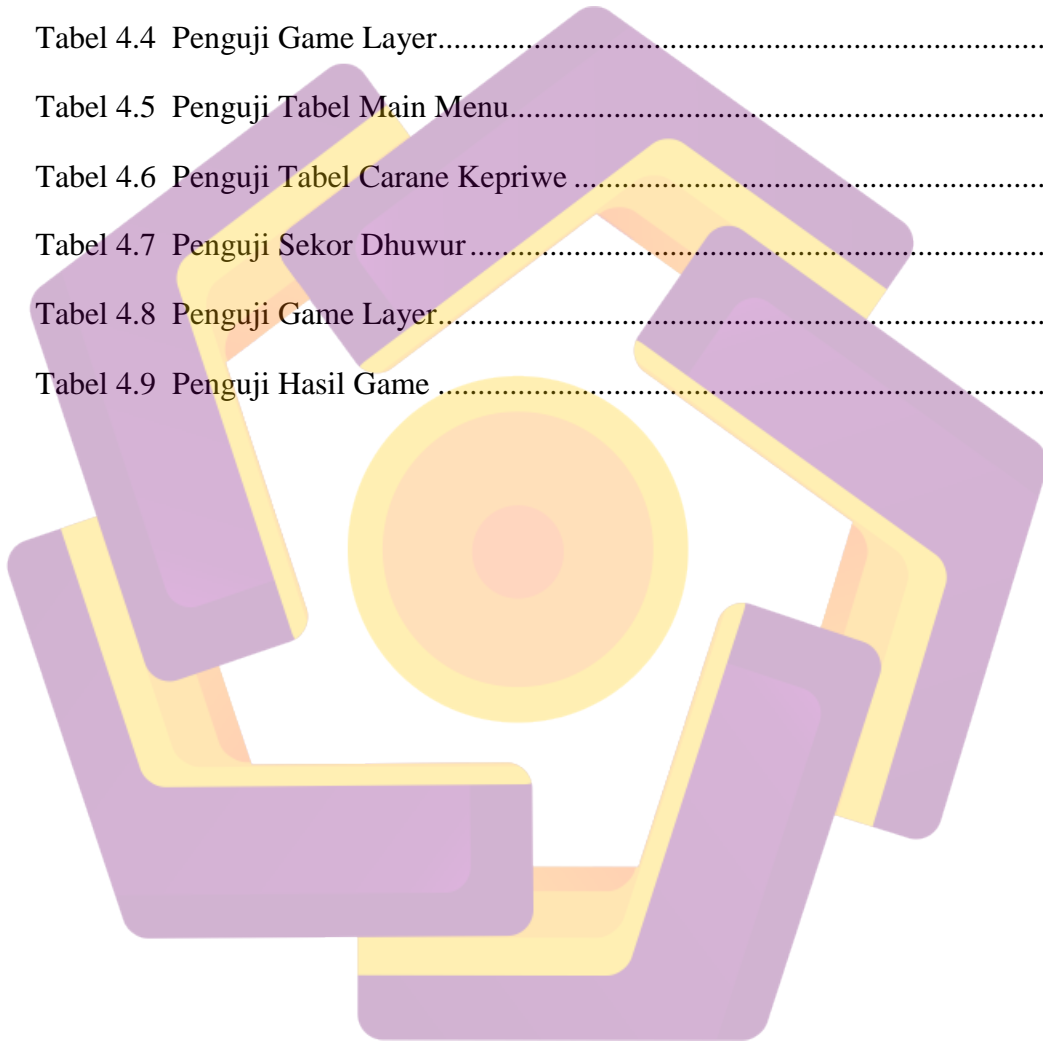 Tabel 4.4  Penguji Game Layer...........................................................................
Tabel 4.5  Penguji Tabel Main Menu..................................................................
Tabel 4.6  Penguji Tabel Carane Kepriwe ..........................................................
Tabel 4.7  Penguji Sekor Dhuwur .......................................................................
Tabel 4.8  Penguji Game Layer...........................................................................
Tabel 4.9  Penguji Hasil Game ...........................................................................